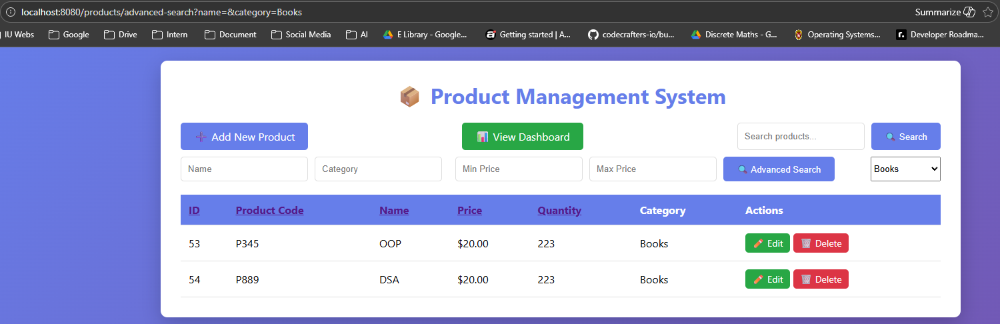 localhost:8080/products/advanced-search?name=&category=Books Summarize
IU Webs Google Drive Intern Document Social Media AI E Library - Google... Getting started | A... codecrafters-io/bu... Discrete Maths - G... Operating Systems... Developer Roadma...
Product Management System
Add New Product View Dashboard Search products... Search
Name Category Min Price Max Price Advanced Search Books
ID Product Code Name Price Quantity Category Actions
53 P345 OOP $20.00 223 Books Edit Delete
54 P889 DSA $20.00 223 Books Edit Delete